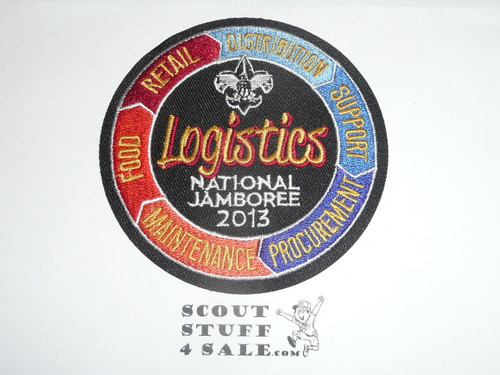 RETAIL
DISTRIBUTION
SUPPORT
PROCUREMENT
MAINTENANCE
FOOD
Logistics
NATIONAL
JAMBOREE
2013
SCOUT
STUFF
4 SALE.COM